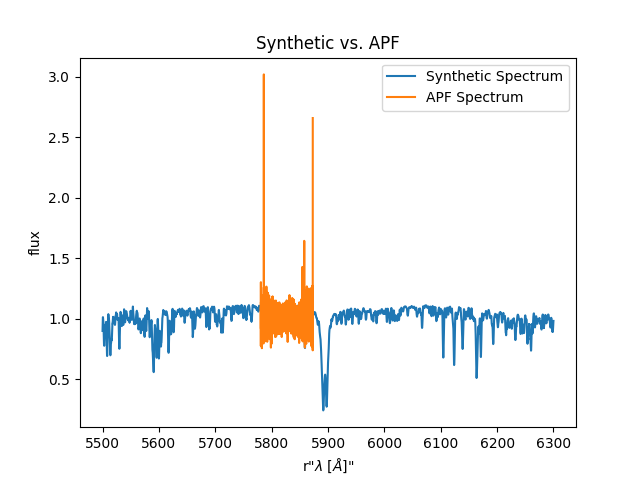 Synthetic vs. APF
Synthetic Spectrum
APF Spectrum
3.0
2.5
2.0
1.5
1.0
0.5
flux
5500 5600 5700 5800 5900 6000 6100 6200 6300
r"λ [Å]"